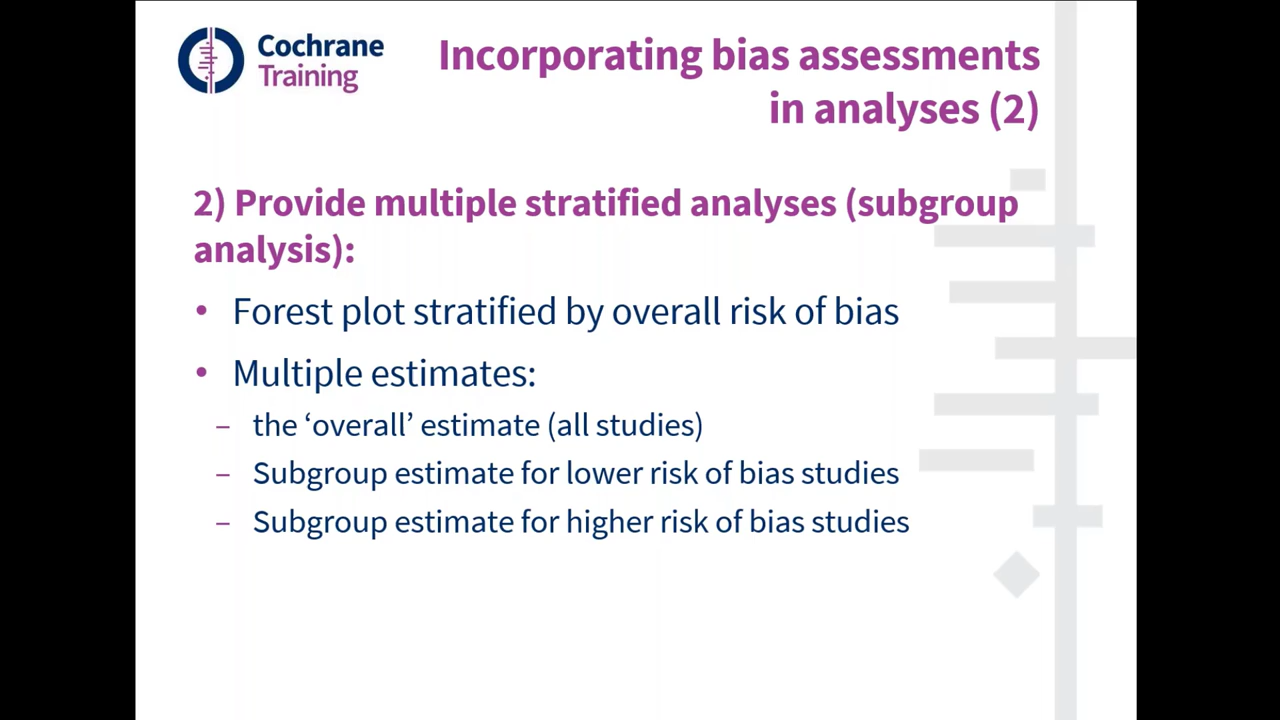 Cochrane
Training
Incorporating bias assessments
in analyses (2)
2) Provide multiple stratified analyses (subgroup
analysis):
• Forest plot stratified by overall risk of bias
• Multiple estimates:
– the ‘overall’ estimate (all studies)
– Subgroup estimate for lower risk of bias studies
– Subgroup estimate for higher risk of bias studies